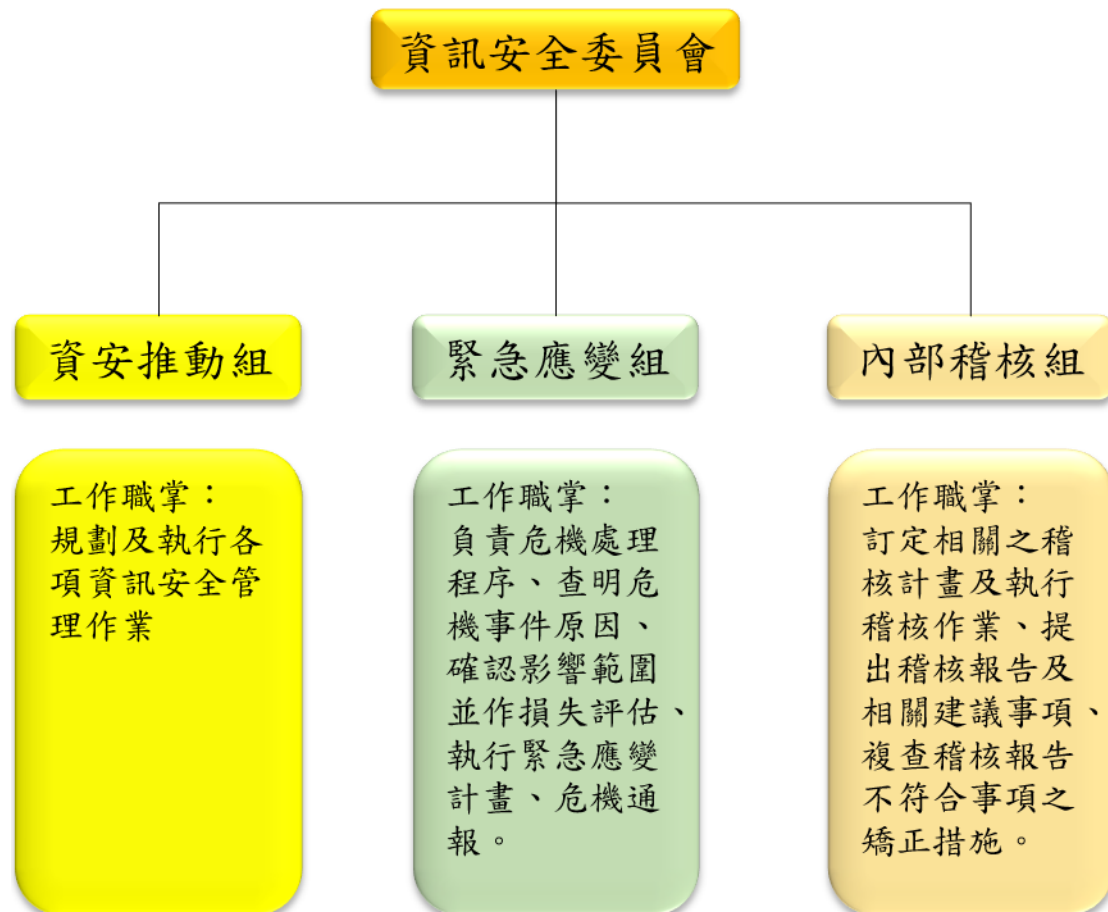 資訊安全委員會
資安推動組
緊急應變組
內部稽核組
工作職掌：
規劃及執行各
項資訊安全管
理作業
工作職掌：
負責危機處理
程序、查明危
機事件原因、
確認影響範圍
並作損失評估、
執行緊急應變
計畫、危機通
報。
工作職掌：
訂定相關之稽
核計畫及執行
稽核作業、提
出稽核報告及
相關建議事項、
複查稽核報告
不符合事項之
矯正措施。